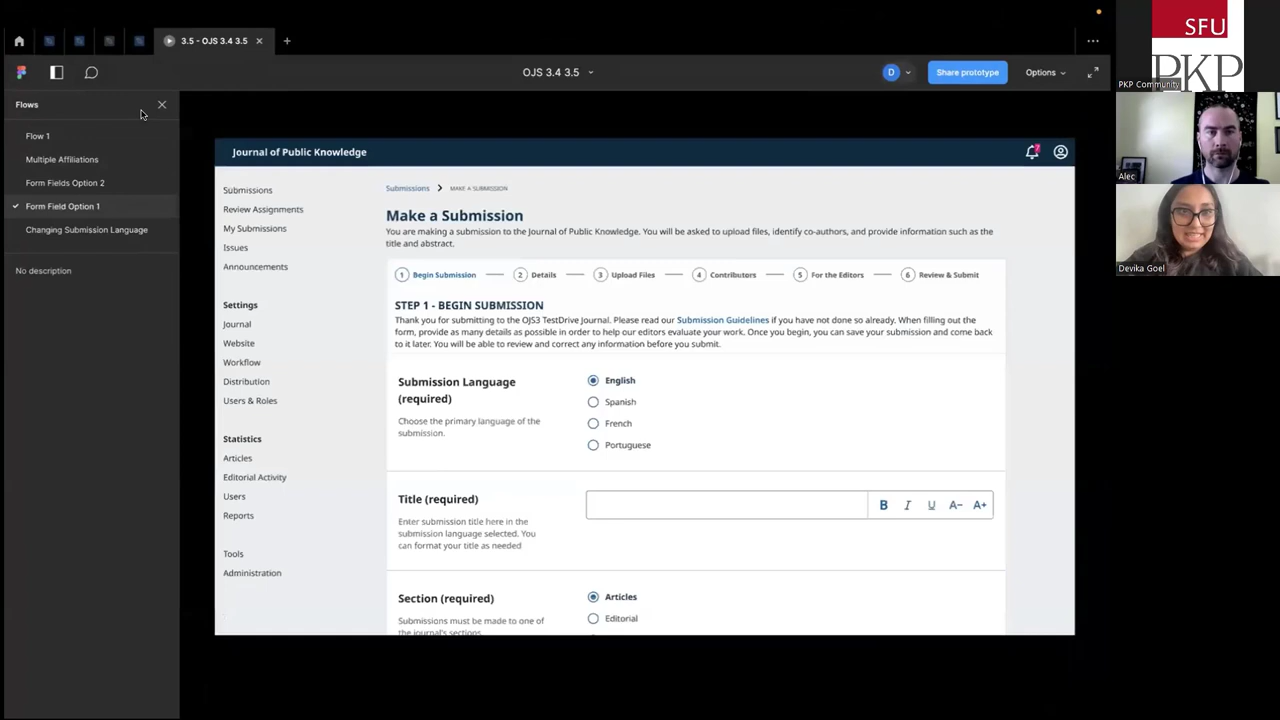 3.5 - OJS 3.4 3.5
OJS 3.4 3.5
D
Share prototype
Options
Flows
Flow 1
Multiple Affiliations
Form Fields Option 2
Form Field Option 1
Changing Submission Language
No description
Journal of Public Knowledge
7
Submissions
Review Assignments
My Submissions
Issues
Announcements
Settings
Journal
Website
Workflow
Distribution
Users & Roles
Statistics
Articles
Editorial Activity
Users
Reports
Tools
Administration
Submissions
MAKE A SUBMISSION
Make a Submission
You are making a submission to the Journal of Public Knowledge. You will be asked to upload files, identify co-authors, and provide information such as the
title and abstract.
1 Begin Submission
2 Details
3 Upload Files
4 Contributors
5 For the Editors
6 Review & Submit
STEP 1 - BEGIN SUBMISSION
Thank you for submitting to the OJS3 TestDrive Journal. Please read our Submission Guidelines if you have not done so already. When filling out the
form, provide as many details as possible in order to help our editors evaluate your work. Once you begin, you can save your submission and come back
to it later. You will be able to review and correct any information before you submit.
Submission Language
(required)
Choose the primary language of the
submission.
English
Spanish
French
Portuguese
Title (required)
Enter submission title here in the
submission language selected. You
can format your title as needed
B I U A− A+
Section (required)
Submissions must be made to one of
the journal's sections
Articles
Editorial
SFU
PKP
PKP Community
Alec
Devika Goel